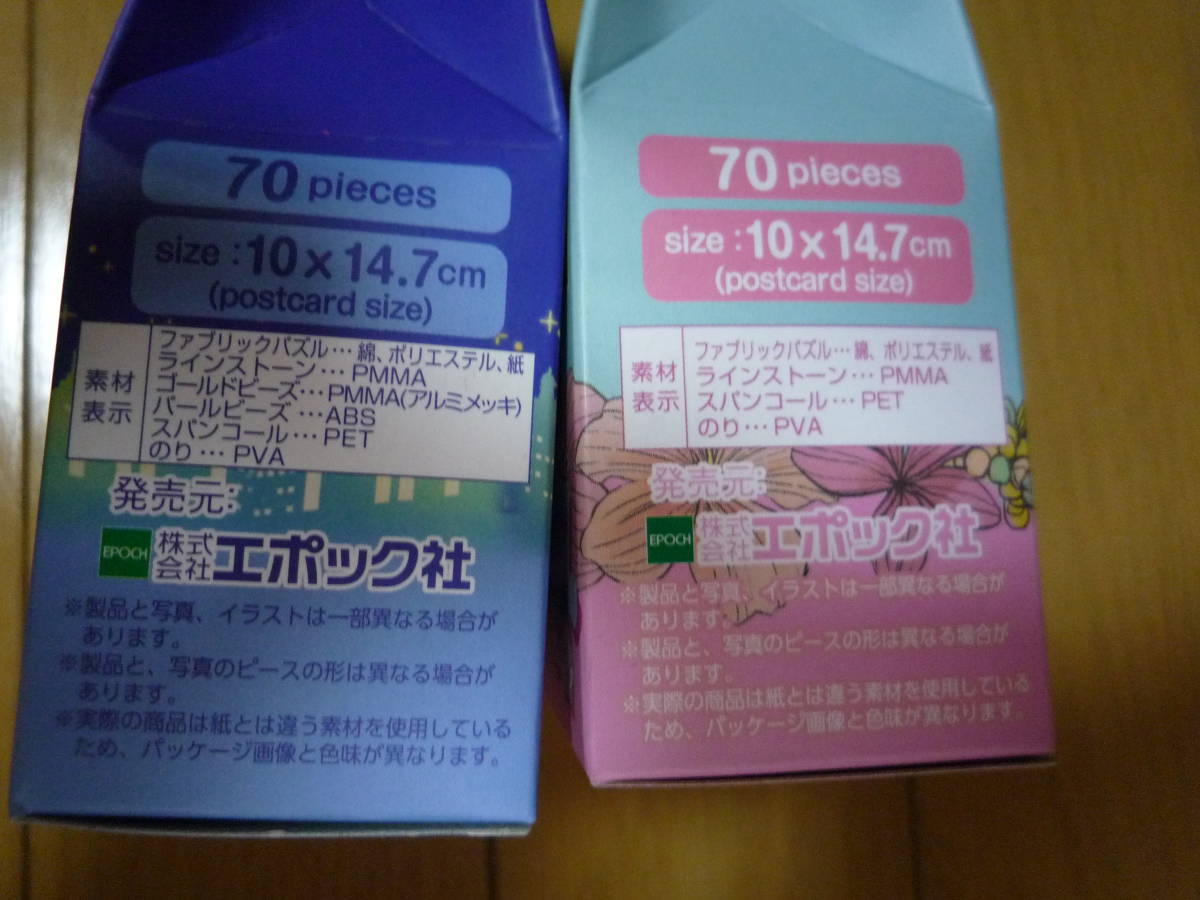 70 pieces
size : 10 x 14.7cm
(postcard size)
素材
表示
ファブリックパズル… 綿、ポリエステル、紙
ラインストーン… PMMA
ゴールドビーズ…PMMA(アルミメッキ)
パールビーズ …ABS
スパンコール… PET
のり… PVA
発売元:
EPOCH
株式
会社
エポック社
※製品と写真、イラストは一部異なる場合が
あります。
※製品と、写真のピースの形は異なる場合が
あります。
※実際の商品は紙とは違う素材を使用している
ため、パッケージ画像と色味が異なります。
70 pieces
size : 10 x 14.7cm
(postcard size)
素材
表示
ファブリックパズル… 綿、ポリエステル、紙
ラインストーン… PMMA
スパンコール… PET
のり… PVA
発売元:
EPOCH
株式
会社
エポック社
※製品と写真、イラストは一部異なる場合が
あります。
※製品と、写真のピースの形は異なる場合が
あります。
※実際の商品は紙とは違う素材を使用している
ため、パッケージ画像と色味が異なります。